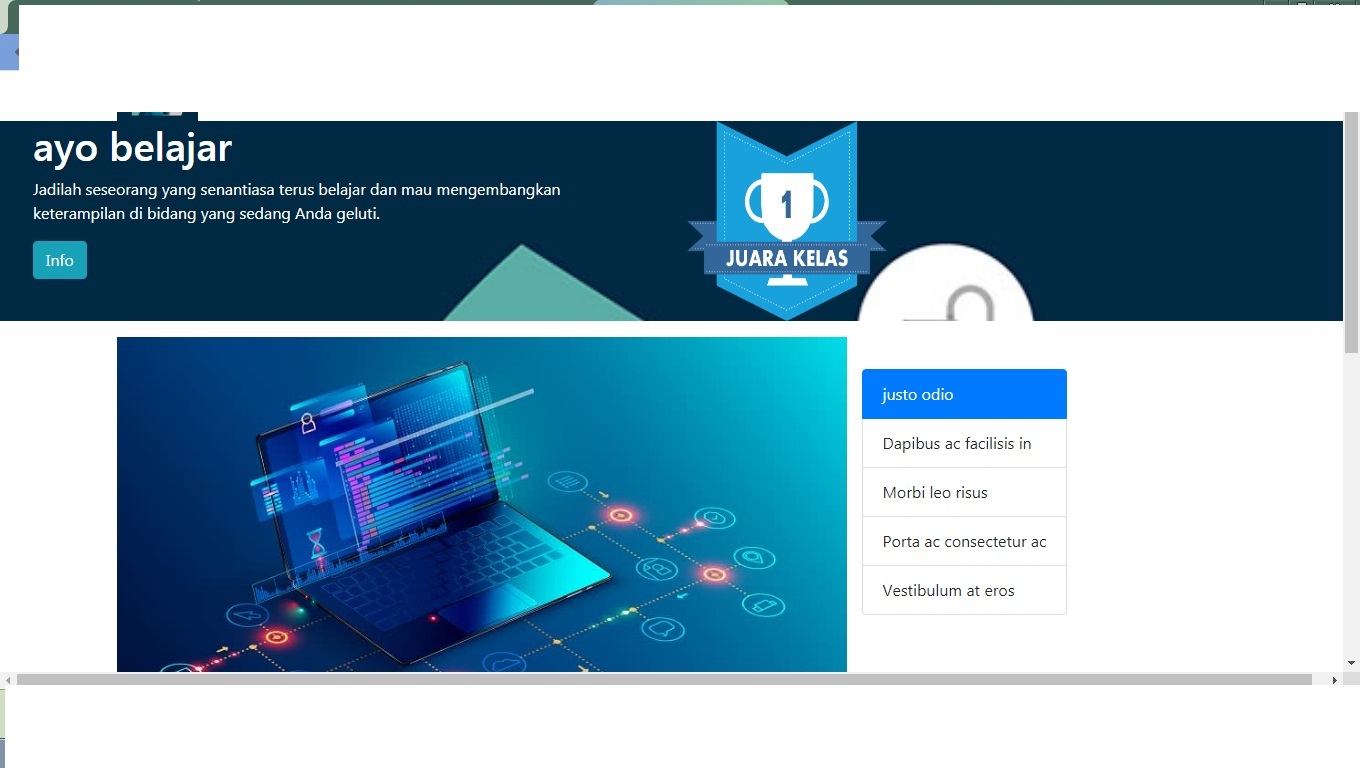 ayo belajar
Jadilah seseorang yang senantiasa terus belajar dan mau mengembangkan
keterampilan di bidang yang sedang Anda geluti.
Info
1
JUARA KELAS
justo odio
Dapibus ac facilisis in
Morbi leo risus
Porta ac consectetur ac
Vestibulum at eros